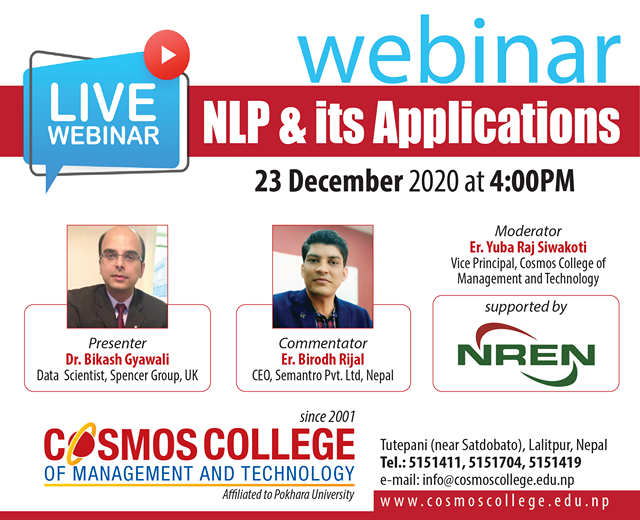 webinar
LIVE
WEBINAR
NLP & its Applications
23 December 2020 at 4:00PM
Presenter
Dr. Bikash Gyawali
Data Scientist, Spencer Group, UK
Commentator
Er. Birodh Rijal
CEO, Semantro Pvt. Ltd, Nepal
Moderator
Er. Yuba Raj Siwakoti
Vice Principal, Cosmos College of
Management and Technology
supported by
NREN
since 2001
COSMOS COLLEGE
OF MANAGEMENT AND TECHNOLOGY
Affiliated to Pokhara University
Tutepani (near Satdobato), Lalitpur, Nepal
Tel.: 5151411, 5151704, 5151419
e-mail: info@cosmoscollege.edu.np
www.cosmoscollege.edu.np